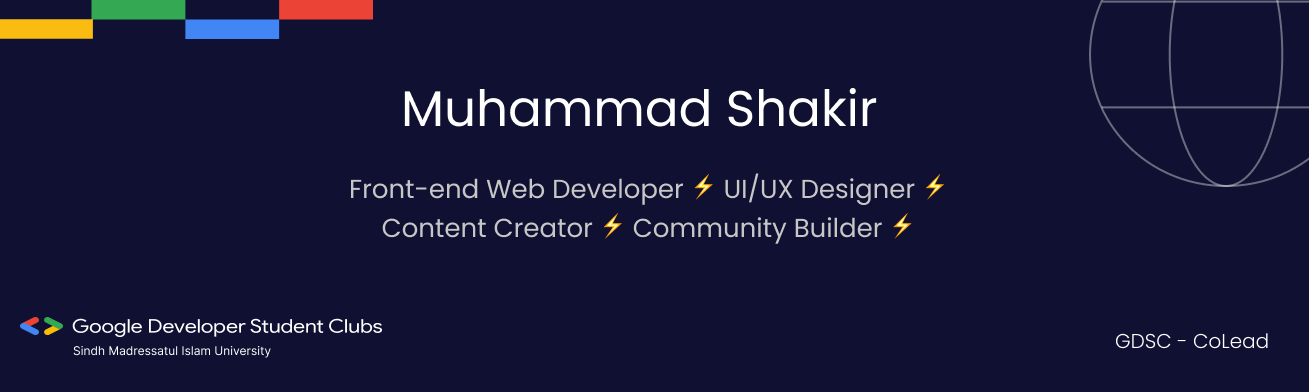 Muhammad Shakir
Front-end Web Developer ⚡ UI/UX Designer ⚡
Content Creator ⚡ Community Builder ⚡
Google Developer Student Clubs
Sindh Madressatul Islam University
GDSC - CoLead